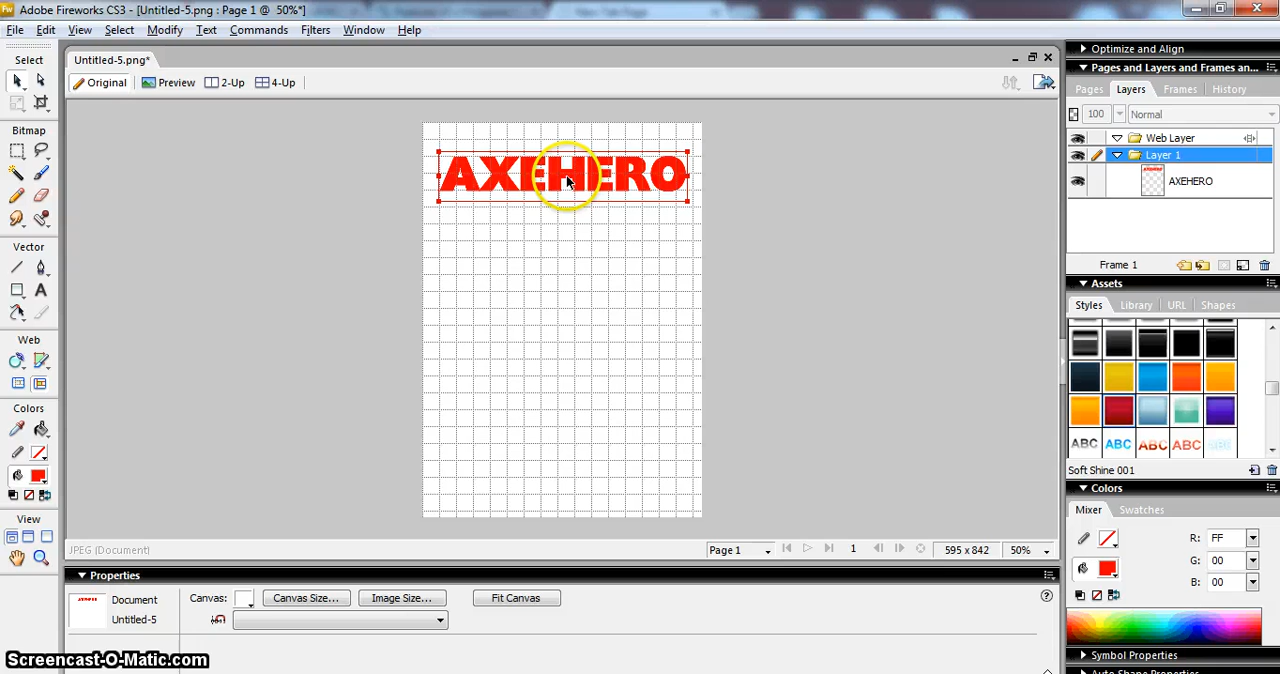 Adobe Fireworks CS3 - [Untitled-5.png : Page 1 @ 50%*]
File Edit View Select Modify Text Commands Filters Window Help
Select
Bitmap
Vector
Web
Colors
View
Untitled-5.png*
Original Preview 2-Up 4-Up
AXEHERO
JPEG (Document)
Page 1 1 595 x 842 50%
Properties
Document
Untitled-5
Canvas: Canvas Size... Image Size... Fit Canvas
Optimize and Align
Pages and Layers and Frames an...
Pages Layers Frames History
100 Normal
Web Layer
Layer 1
AXEHERO
Frame 1
Assets
Styles Library URL Shapes
ABC ABC ABC ABC
Soft Shine 001
Colors
Mixer Swatches
R: FF
G: 00
B: 00
Symbol Properties
Auto Shape Properties
Screencast-O-Matic.com